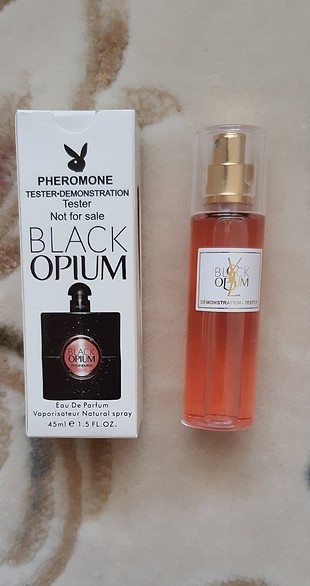 PHEROMONE
TESTER•DEMONSTRATION
Tester
Not for sale
BLACK
OPIUM
BLACK
OPIUM
Eau De Parfum
Vaporisateur Natural spray
45ml e 1.5 FL.OZ.
BLACK
OPIUM
YSL
DÉMONSTRATION - TESTER